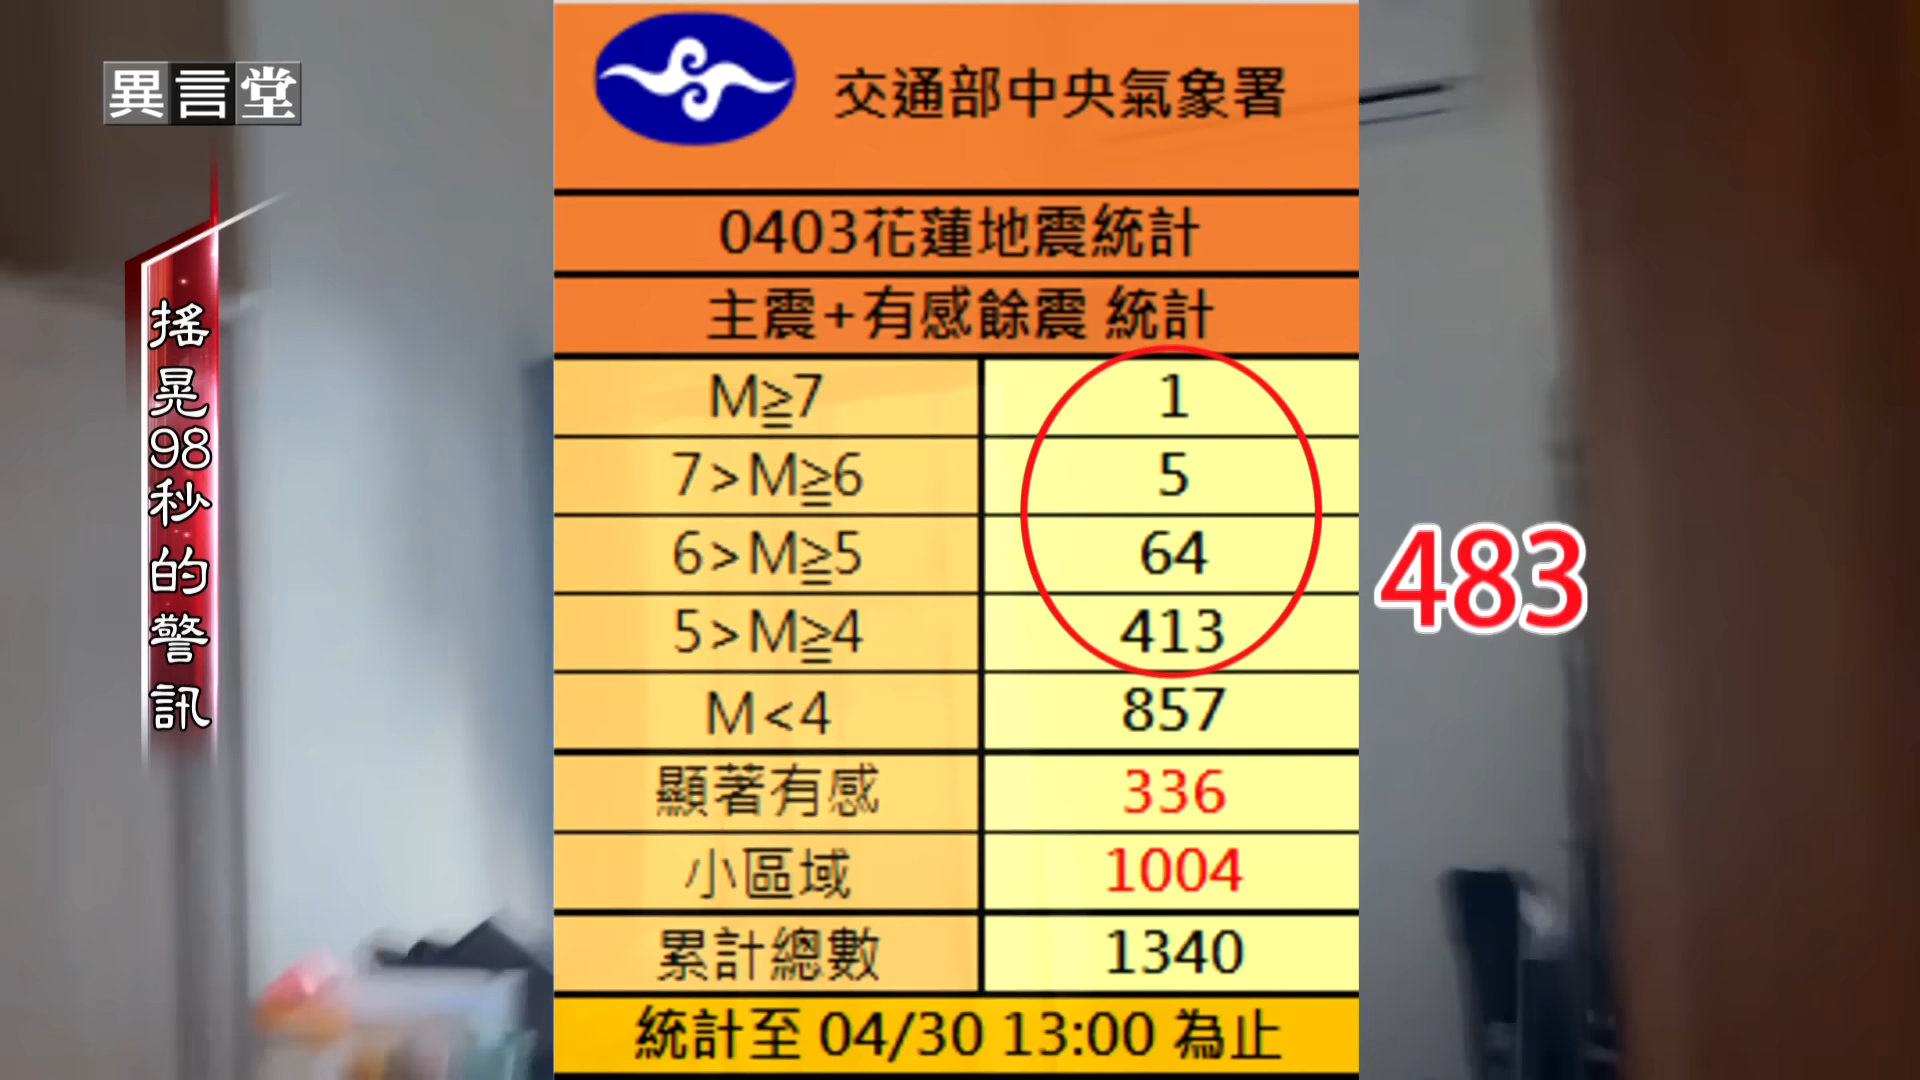 異言堂
搖晃98秒的警訊
交通部中央氣象署
0403花蓮地震統計
主震+有感餘震 統計
M≧7 1
7>M≧6 5
6>M≧5 64
5>M≧4 413
483
M<4 857
顯著有感 336
小區域 1004
累計總數 1340
統計至 04/30 13:00 為止